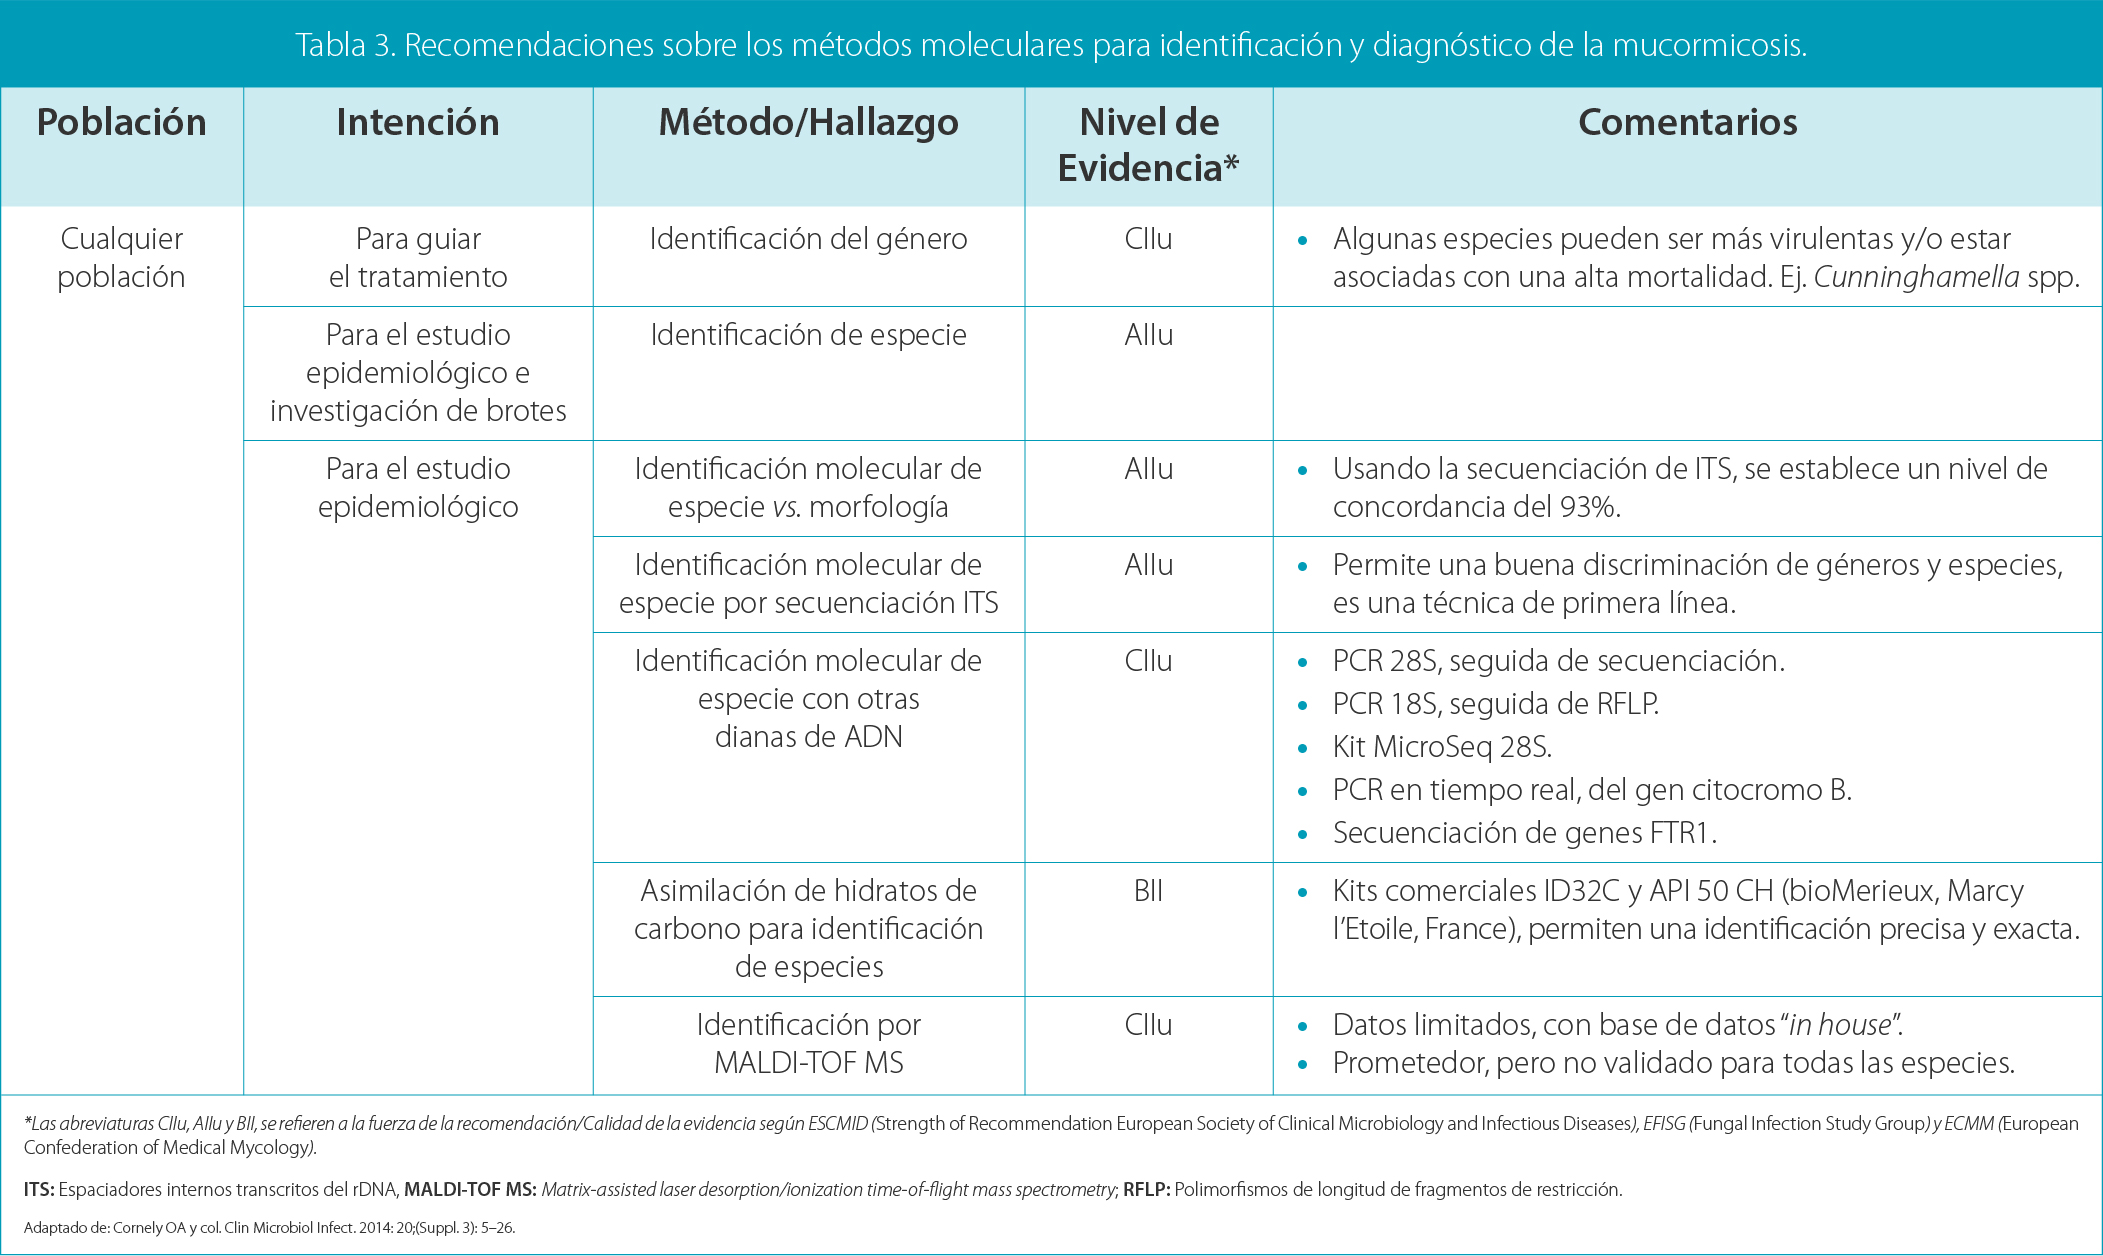 Tabla 3. Recomendaciones sobre los métodos moleculares para identificación y diagnóstico de la mucormicosis.
Población
Intención
Método/Hallazgo
Nivel de
Evidencia*
Comentarios
Cualquier
población
Para guiar
el tratamiento
Identificación del género
CIIu
• Algunas especies pueden ser más virulentas y/o estar
asociadas con una alta mortalidad. Ej. Cunninghamella spp.
Para el estudio
epidemiológico e
investigación de brotes
Identificación de especie
AIIu
Para el estudio
epidemiológico
Identificación molecular de
especie vs. morfología
AIIu
• Usando la secuenciación de ITS, se establece un nivel de
concordancia del 93%.
Identificación molecular de
especie por secuenciación ITS
AIIu
• Permite una buena discriminación de géneros y especies,
es una técnica de primera línea.
Identificación molecular de
especie con otras
dianas de ADN
CIIu
• PCR 28S, seguida de secuenciación.
• PCR 18S, seguida de RFLP.
• Kit MicroSeq 28S.
• PCR en tiempo real, del gen citocromo B.
• Secuenciación de genes FTR1.
Asimilación de hidratos de
carbono para identificación
de especies
BII
• Kits comerciales ID32C y API 50 CH (bioMerieux, Marcy
l’Etoile, France), permiten una identificación precisa y exacta.
Identificación por
MALDI-TOF MS
CIIu
• Datos limitados, con base de datos “in house”.
• Prometedor, pero no validado para todas las especies.
*Las abreviaturas CIIu, AIIu y BII, se refieren a la fuerza de la recomendación/Calidad de la evidencia según ESCMID (Strength of Recommendation European Society of Clinical Microbiology and Infectious Diseases), EFISG (Fungal Infection Study Group) y ECMM (European
Confederation of Medical Mycology).
ITS: Espaciadores internos transcritos del rDNA, MALDI-TOF MS: Matrix-assisted laser desorption/ionization time-of-flight mass spectrometry; RFLP: Polimorfismos de longitud de fragmentos de restricción.
Adaptado de: Cornely OA y col. Clin Microbiol Infect. 2014: 20;(Suppl. 3): 5–26.